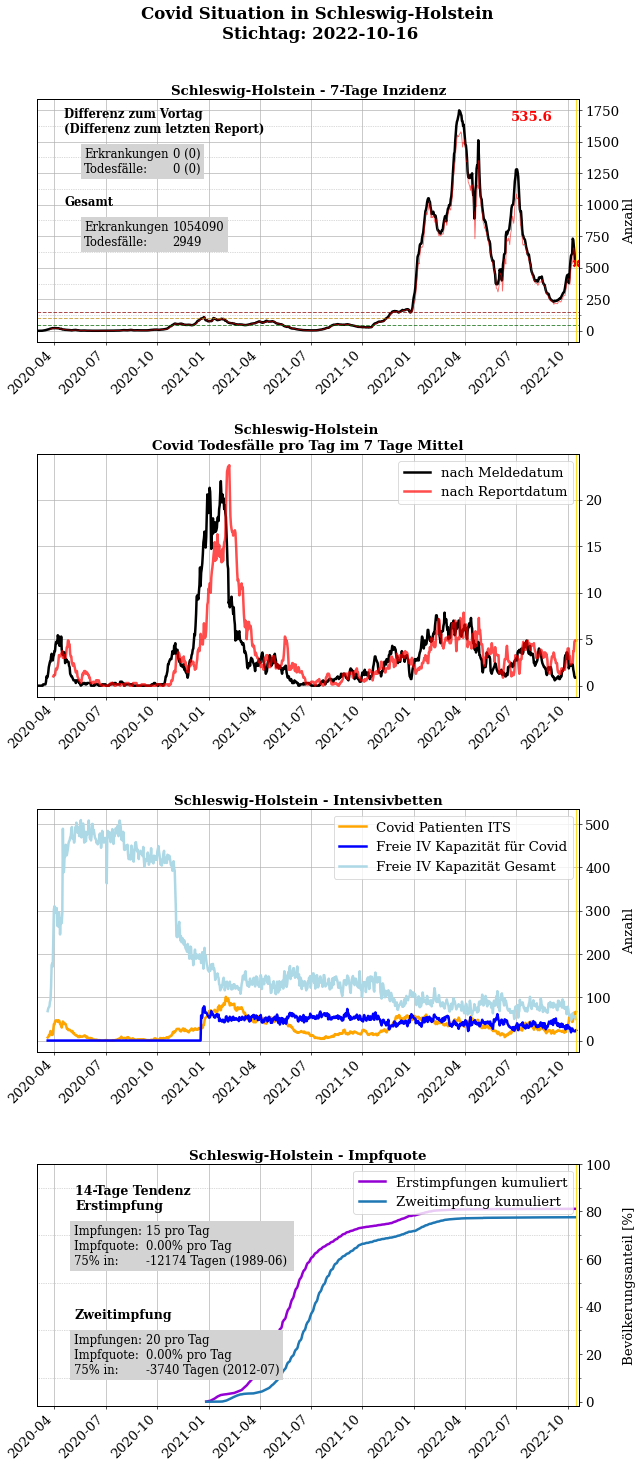 Covid Situation in Schleswig-Holstein
Stichtag: 2022-10-16
Schleswig-Holstein - 7-Tage Inzidenz
Differenz zum Vortag
(Differenz zum letzten Report)
Erkrankungen 0 (0)
Todesfälle: 0 (0)
Gesamt
Erkrankungen 1054090
Todesfälle: 2949
535.6
1750
1500
1250
1000
750
500
250
0
Anzahl
2020-04 2020-07 2020-10 2021-01 2021-04 2021-07 2021-10 2022-01 2022-04 2022-07 2022-10
Schleswig-Holstein
Covid Todesfälle pro Tag im 7 Tage Mittel
nach Meldedatum
nach Reportdatum
20
15
10
5
0
2020-04 2020-07 2020-10 2021-01 2021-04 2021-07 2021-10 2022-01 2022-04 2022-07 2022-10
Schleswig-Holstein - Intensivbetten
Covid Patienten ITS
Freie IV Kapazität für Covid
Freie IV Kapazität Gesamt
500
400
300
200
100
0
Anzahl
2020-04 2020-07 2020-10 2021-01 2021-04 2021-07 2021-10 2022-01 2022-04 2022-07 2022-10
Schleswig-Holstein - Impfquote
14-Tage Tendenz
Erstimpfung
Impfungen: 15 pro Tag
Impfquote: 0.00% pro Tag
75% in: -12174 Tagen (1989-06)
Zweitimpfung
Impfungen: 20 pro Tag
Impfquote: 0.00% pro Tag
75% in: -3740 Tagen (2012-07)
Erstimpfungen kumuliert
Zweitimpfung kumuliert
100
80
60
40
20
0
Bevölkerungsanteil [%]
2020-04 2020-07 2020-10 2021-01 2021-04 2021-07 2021-10 2022-01 2022-04 2022-07 2022-10